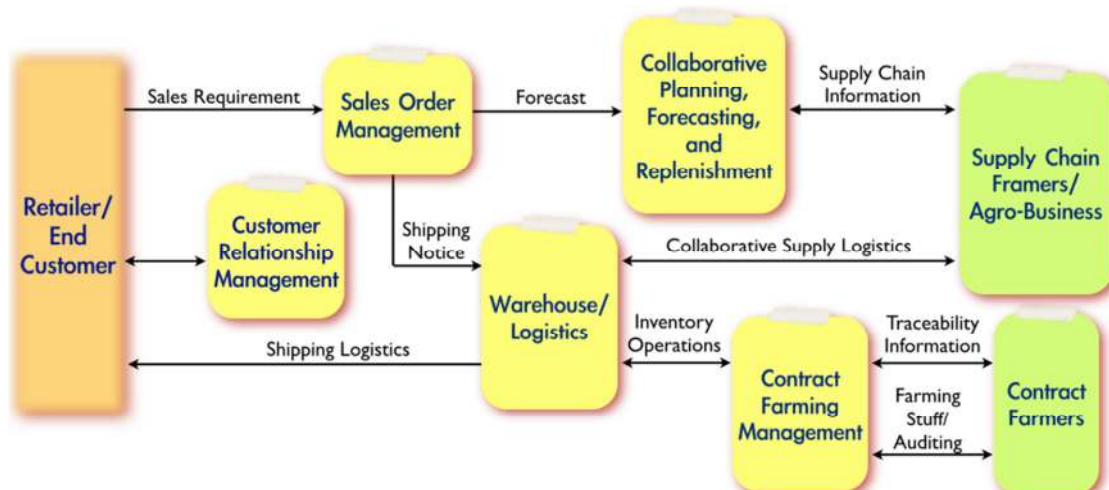 Sales Requirement
Sales Order
Management
Forecast
Collaborative
Planning,
Forecasting,
and
Replenishment
Supply Chain
Information
Supply Chain
Framers/
Agro-Business
Retailer/
End
Customer
Customer
Relationship
Management
Shipping
Notice
Collaborative Supply Logistics
Warehouse/
Logistics
Shipping Logistics
Inventory
Operations
Contract
Farming
Management
Traceability
Information
Farming
Stuff/
Auditing
Contract
Farmers